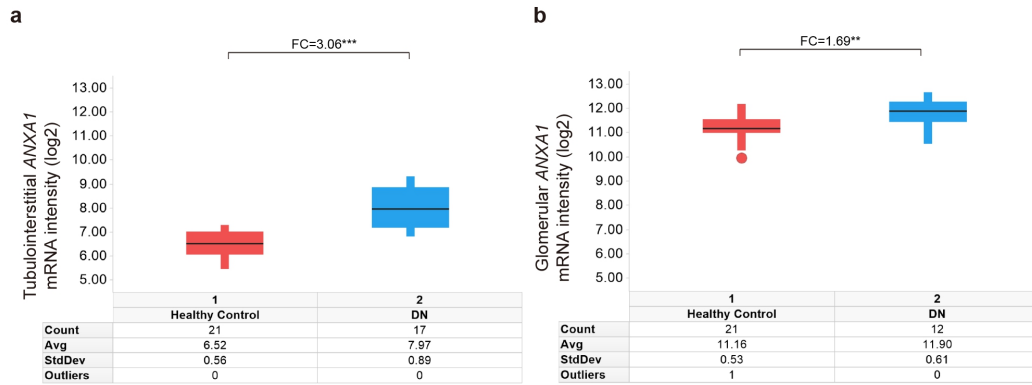 a
FC=3.06***
Tubulointerstitial ANXA1
mRNA intensity (log2)
13.00
12.00
11.00
10.00
9.00
8.00
7.00
6.00
5.00
1 2
Healthy Control DN
Count 21 17
Avg 6.52 7.97
StdDev 0.56 0.89
Outliers 0 0
b
FC=1.69**
Glomerular ANXA1
mRNA intensity (log2)
13.00
12.00
11.00
10.00
9.00
8.00
7.00
6.00
5.00
1 2
Healthy Control DN
Count 21 12
Avg 11.16 11.90
StdDev 0.53 0.61
Outliers 1 0